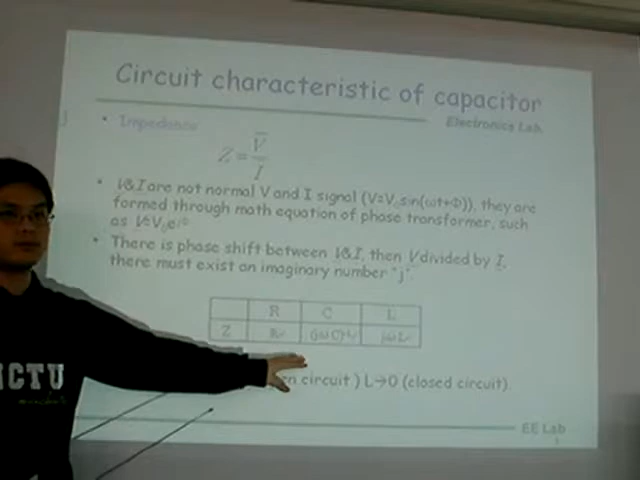 Circuit characteristic of capacitor
Electronics Lab.
• Impedance
Z = V / I
• V&I are not normal V and I signal (V=V₀sin(ωt+Φ)), they are
formed through math equation of phase transformer, such
as
• There is phase shift between V&I, then V divided by I,
there must exist an imaginary number "j".
R C L
Z R (jωC)⁻¹ jωL
en circuit ) L→0 (closed circuit).
EE Lab
NCTU